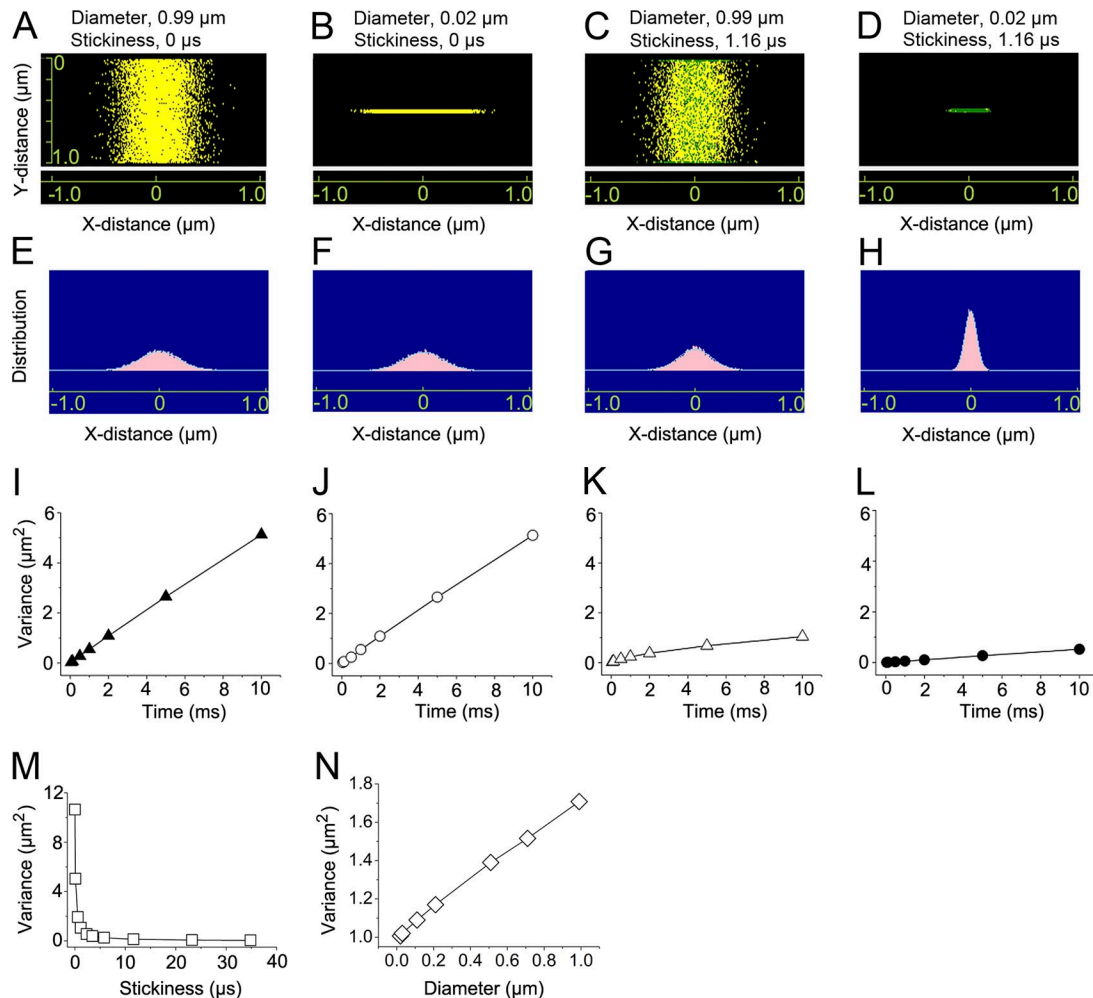 A
Diameter, 0.99 µm
Stickiness, 0 µs
B
Diameter, 0.02 µm
Stickiness, 0 µs
C
Diameter, 0.99 µm
Stickiness, 1.16 µs
D
Diameter, 0.02 µm
Stickiness, 1.16 µs
Y-distance (µm)
0
1.0
-1.0 0 1.0
-1.0 0 1.0
-1.0 0 1.0
-1.0 0 1.0
X-distance (µm)
X-distance (µm)
X-distance (µm)
X-distance (µm)
E
F
G
H
Distribution
-1.0 0 1.0
-1.0 0 1.0
-1.0 0 1.0
-1.0 0 1.0
X-distance (µm)
X-distance (µm)
X-distance (µm)
X-distance (µm)
I
Variance (µm²)
6
4
2
0
0 2 4 6 8 10
Time (ms)
J
6
4
2
0
0 2 4 6 8 10
Time (ms)
K
6
4
2
0
0 2 4 6 8 10
Time (ms)
L
6
4
2
0
0 2 4 6 8 10
Time (ms)
M
Variance (µm²)
12
8
4
0
0 10 20 30 40
Stickiness (µs)
N
Variance (µm²)
1.8
1.6
1.4
1.2
1.0
0.0 0.2 0.4 0.6 0.8 1.0
Diameter (µm)